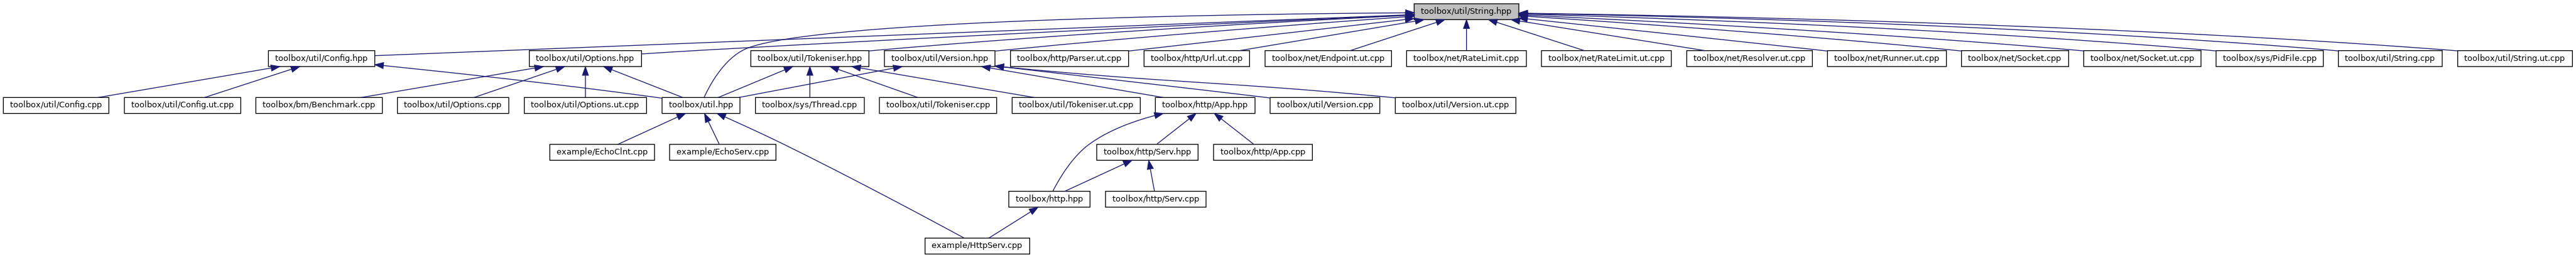 toolbox/util/String.hpp
toolbox/util/Config.hpp
toolbox/util/Options.hpp
toolbox/util/Tokeniser.hpp
toolbox/util/Version.hpp
toolbox/http/Parser.ut.cpp
toolbox/http/Url.ut.cpp
toolbox/net/Endpoint.ut.cpp
toolbox/net/RateLimit.cpp
toolbox/net/RateLimit.ut.cpp
toolbox/net/Resolver.ut.cpp
toolbox/net/Runner.ut.cpp
toolbox/net/Socket.cpp
toolbox/net/Socket.ut.cpp
toolbox/sys/PidFile.cpp
toolbox/util/String.cpp
toolbox/util/String.ut.cpp
toolbox/util/Config.cpp
toolbox/util/Config.ut.cpp
toolbox/bm/Benchmark.cpp
toolbox/util/Options.cpp
toolbox/util/Options.ut.cpp
toolbox/util.hpp
toolbox/sys/Thread.cpp
toolbox/util/Tokeniser.cpp
toolbox/util/Tokeniser.ut.cpp
toolbox/http/App.hpp
toolbox/util/Version.cpp
toolbox/util/Version.ut.cpp
example/EchoClnt.cpp
example/EchoServ.cpp
toolbox/http/Serv.hpp
toolbox/http/App.cpp
toolbox/http.hpp
toolbox/http/Serv.cpp
example/HttpServ.cpp